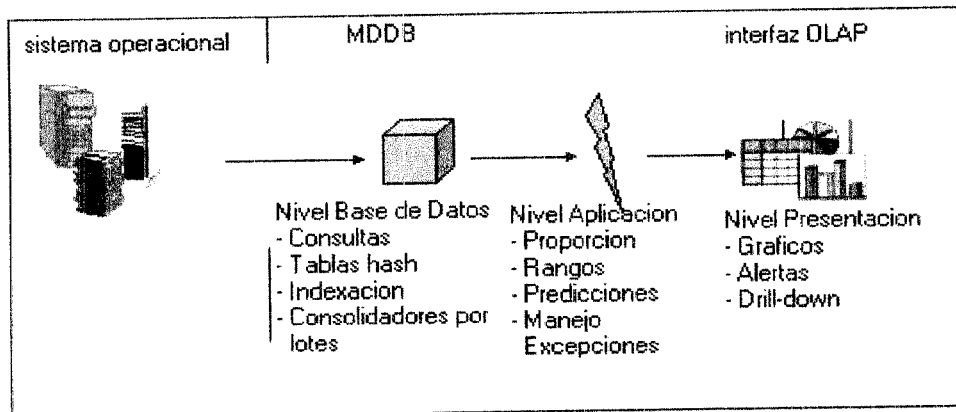 sistema operacional
MDDB
interfaz OLAP
Nivel Base de Datos
- Consultas
- Tablas hash
- Indexacion
- Consolidadores por
lotes
Nivel Aplicacion
- Proporcion
- Rangos
- Predicciones
- Manejo
Excepciones
Nivel Presentacion
- Graficos
- Alertas
- Drill-down